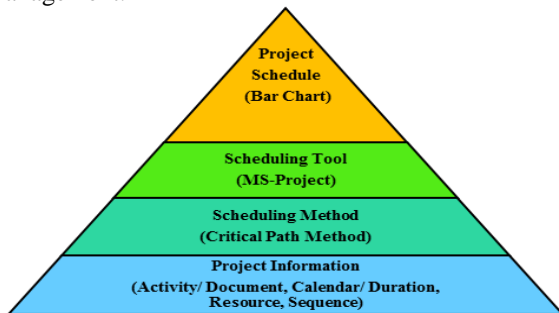 Project
Schedule
(Bar Chart)
Scheduling Tool
(MS-Project)
Scheduling Method
(Critical Path Method)
Project Information
(Activity/ Document, Calendar/ Duration,
Resource, Sequence)